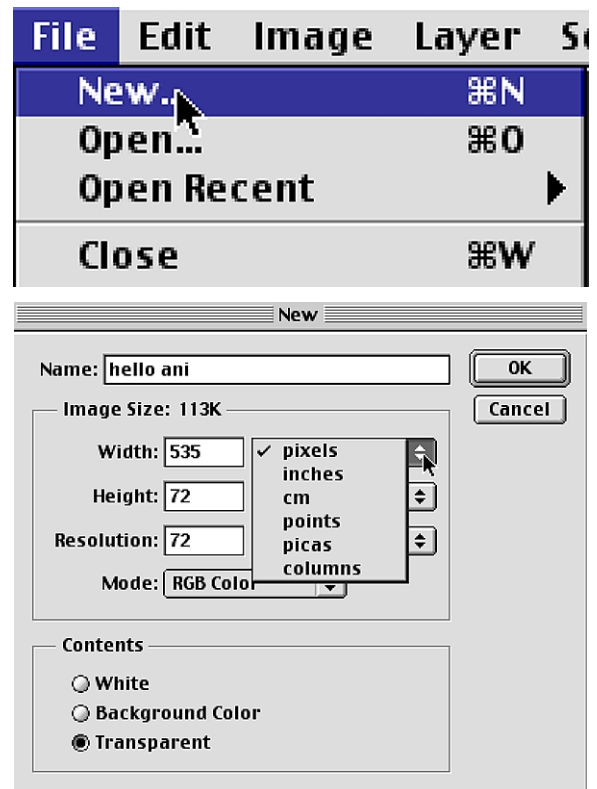 File Edit Image Layer
New... ⌘N
Open... ⌘O
Open Recent
Close ⌘W
New
Name: hello ani
OK
Image Size: 113K
Cancel
Width: 535 ✓ pixels
inches
Height: 72 cm
points
Resolution: 72 picas
columns
Mode: RGB Color
Contents
White
Background Color
Transparent